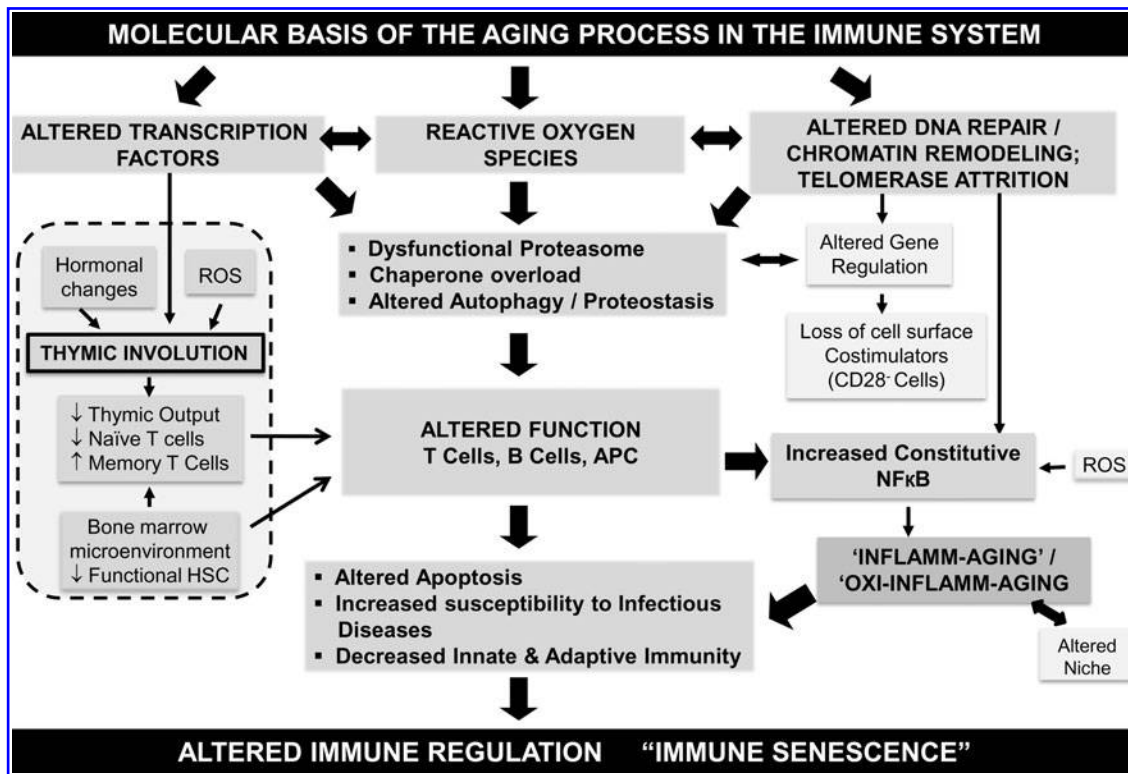 MOLECULAR BASIS OF THE AGING PROCESS IN THE IMMUNE SYSTEM
ALTERED TRANSCRIPTION
FACTORS
REACTIVE OXYGEN
SPECIES
ALTERED DNA REPAIR /
CHROMATIN REMODELING;
TELOMERASE ATTRITION
Hormonal
changes
ROS
THYMIC INVOLUTION
↓ Thymic Output
↓ Naïve T cells
↑ Memory T Cells
Bone marrow
microenvironment
↓ Functional HSC
▪ Dysfunctional Proteasome
▪ Chaperone overload
▪ Altered Autophagy / Proteostasis
Altered Gene
Regulation
Loss of cell surface
Costimulators
(CD28⁻ Cells)
ALTERED FUNCTION
T Cells, B Cells, APC
Increased Constitutive
NFκB
ROS
▪ Altered Apoptosis
▪ Increased susceptibility to Infectious
Diseases
▪ Decreased Innate & Adaptive Immunity
‘INFLAMM-AGING’ /
‘OXI-INFLAMM-AGING
Altered
Niche
ALTERED IMMUNE REGULATION “IMMUNE SENESCENCE”